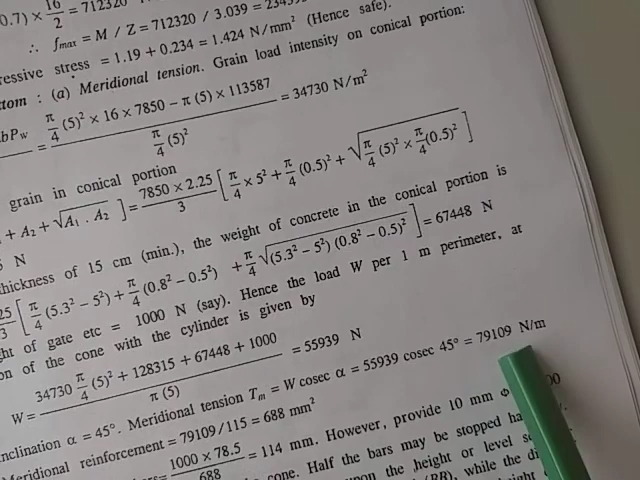 0.7) × 16/2 = 712320
∴ fmax = M / Z = 712320 / 3.039 =
ressive stress = 1.19 + 0.234 = 1.424 N/mm² (Hence safe).
tom : (a) Meridional tension. Grain load intensity on conical portion:
bPw = (π/4 (5)² × 16 × 7850 − π (5) × 113587) / (π/4 (5)²) = 34730 N/m²
grain in conical portion
+ A₂ + √(A₁ . A₂) ] = (7850 × 2.25)/3 [ π/4 × 5² + π/4 (0.5)² + √(π/4 (5)² × π/4 (0.5)²) ]
N
thickness of 15 cm (min.), the weight of concrete in the conical portion is
25/3 [ π/4 (5.3² − 5²) + π/4 (0.8² − 0.5²) + π/4 √((5.3² − 5²) (0.8² − 0.5)²) ] = 67448 N
ht of gate etc = 1000 N (say). Hence the load W per 1 m perimeter, at
on of the cone with the cylinder is given by
W = (34730 π/4 (5)² + 128315 + 67448 + 1000) / (π (5)) = 55939 N
inclination α = 45°. Meridional tension Tm = W cosec α = 55939 cosec 45° = 79109 N/m
Meridional reinforcement = 79109 / 115 = 688 mm²
= (1000 × 78.5)/688 = 114 mm. However, provide 10 mm Φ
cone. Half the bars may be stopped
upon the height or level
(RB), while the